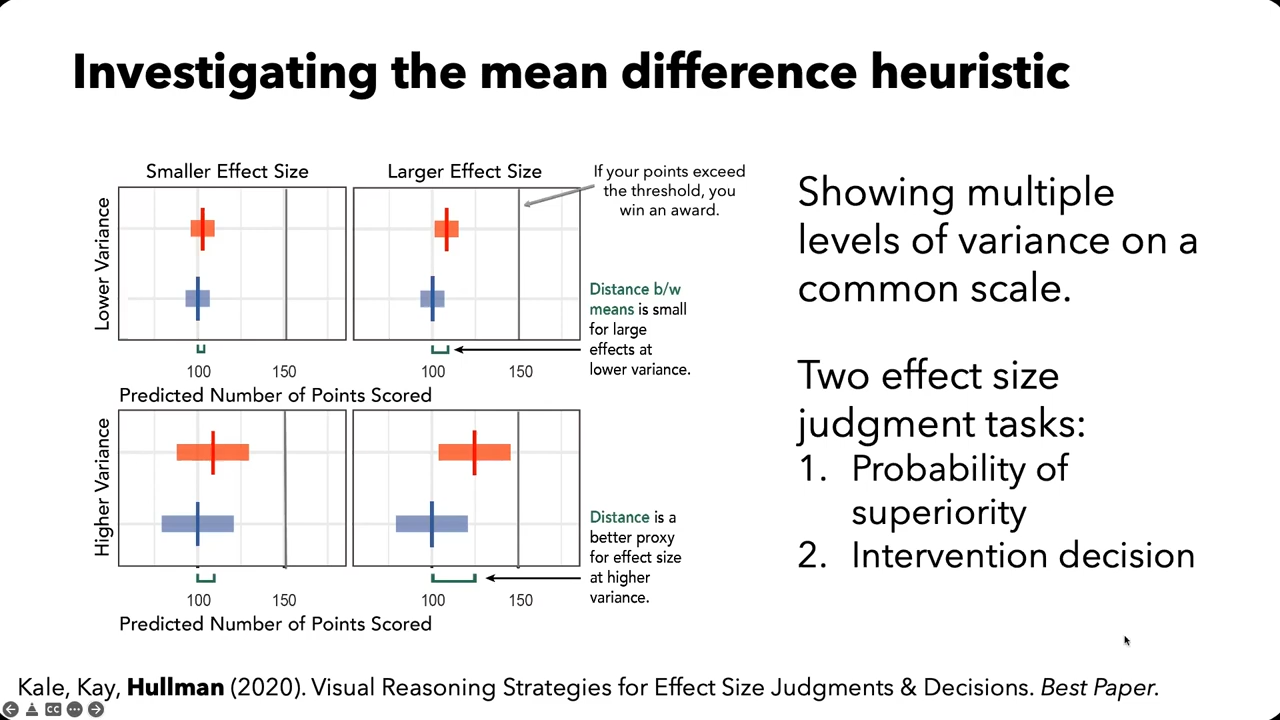 Investigating the mean difference heuristic
Smaller Effect Size
Larger Effect Size
If your points exceed
the threshold, you
win an award.
Lower Variance
Distance b/w
means is small
for large
effects at
lower variance.
100
150
100
150
Predicted Number of Points Scored
Higher Variance
Distance is a
better proxy
for effect size
at higher
variance.
100
150
100
150
Predicted Number of Points Scored
Showing multiple
levels of variance on a
common scale.
Two effect size
judgment tasks:
1. Probability of
superiority
2. Intervention decision
Kale, Kay, Hullman (2020). Visual Reasoning Strategies for Effect Size Judgments & Decisions. Best Paper.
CC